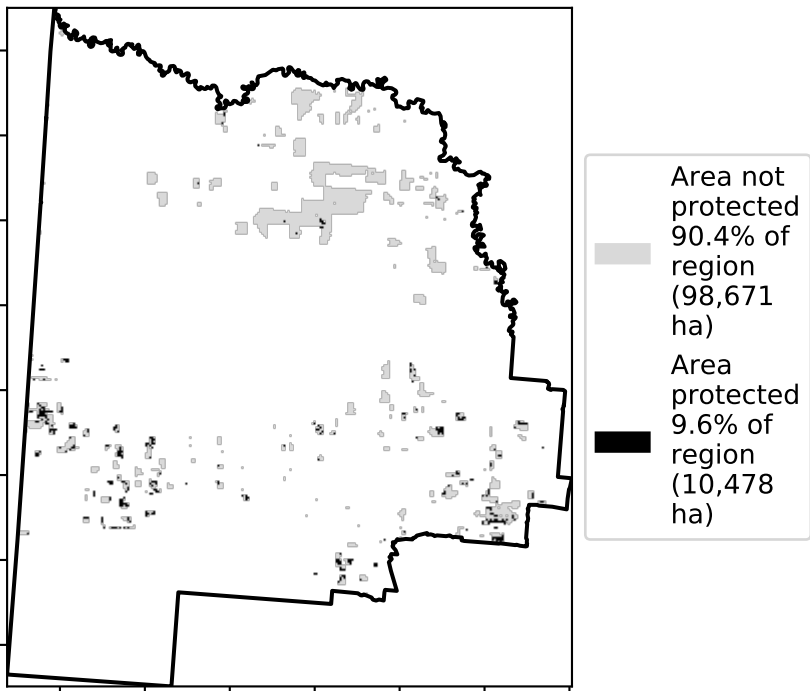 Area not
protected
90.4% of
region
(98,671
ha)
Area
protected
9.6% of
region
(10,478
ha)